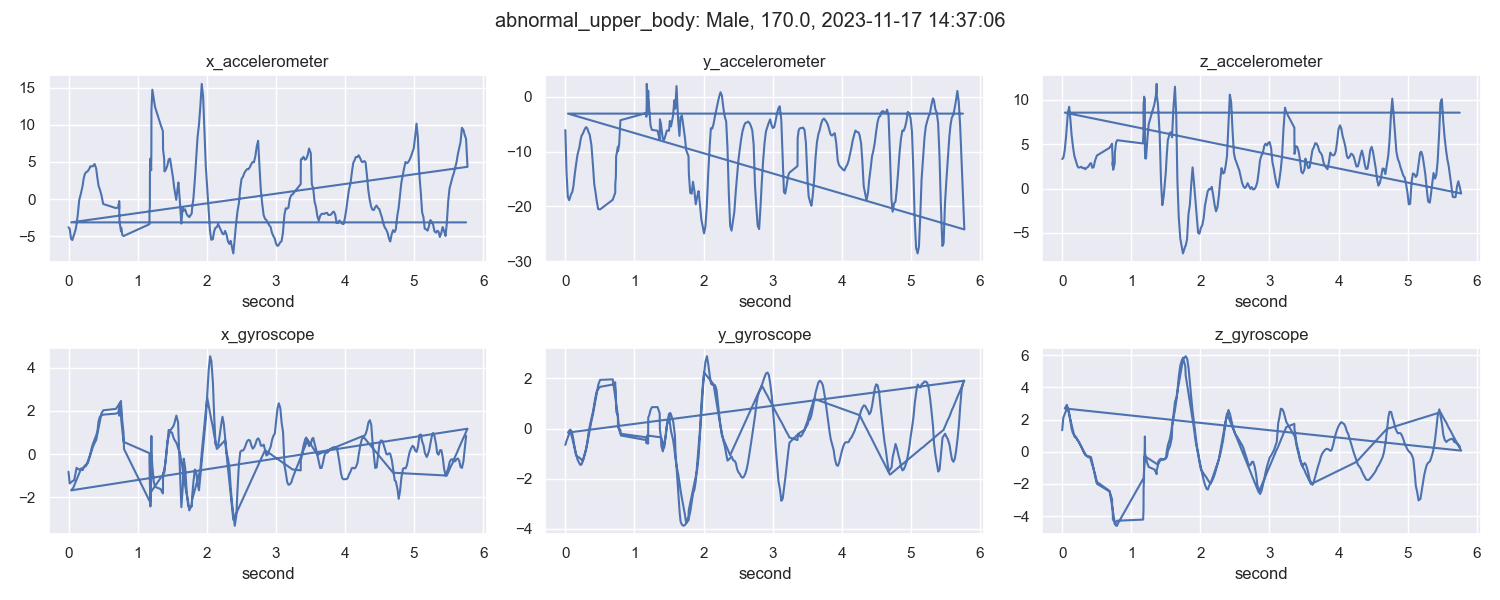 abnormal_upper_body: Male, 170.0, 2023-11-17 14:37:06
x_accelerometer
y_accelerometer
z_accelerometer
15
10
5
0
−5
0
−10
−20
−30
10
5
0
−5
0 1 2 3 4 5 6
0 1 2 3 4 5 6
0 1 2 3 4 5 6
second
second
second
x_gyroscope
y_gyroscope
z_gyroscope
4
2
0
−2
2
0
−2
−4
6
4
2
0
−2
−4
0 1 2 3 4 5 6
0 1 2 3 4 5 6
0 1 2 3 4 5 6
second
second
second